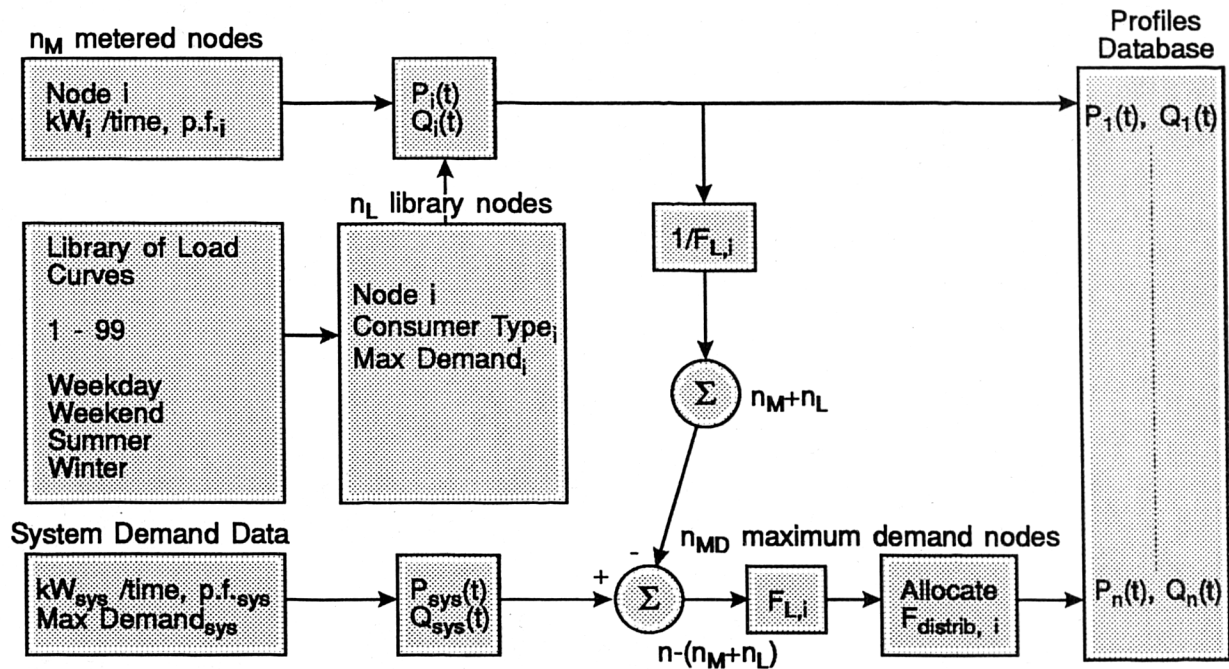 n_M metered nodes
Node i
kW_i /time, p.f._i
P_i(t)
Q_i(t)
Profiles
Database
P_1(t), Q_1(t)
Library of Load
Curves
1 - 99
Weekday
Weekend
Summer
Winter
n_L library nodes
Node i
Consumer Type_i
Max Demand_i
1/F_L,i
Σ
n_M+n_L
System Demand Data
kW_sys /time, p.f._sys
Max Demand_sys
P_sys(t)
Q_sys(t)
+
-
Σ
n-(n_M+n_L)
n_MD maximum demand nodes
F_L,i
Allocate
F_distrib, i
P_n(t), Q_n(t)